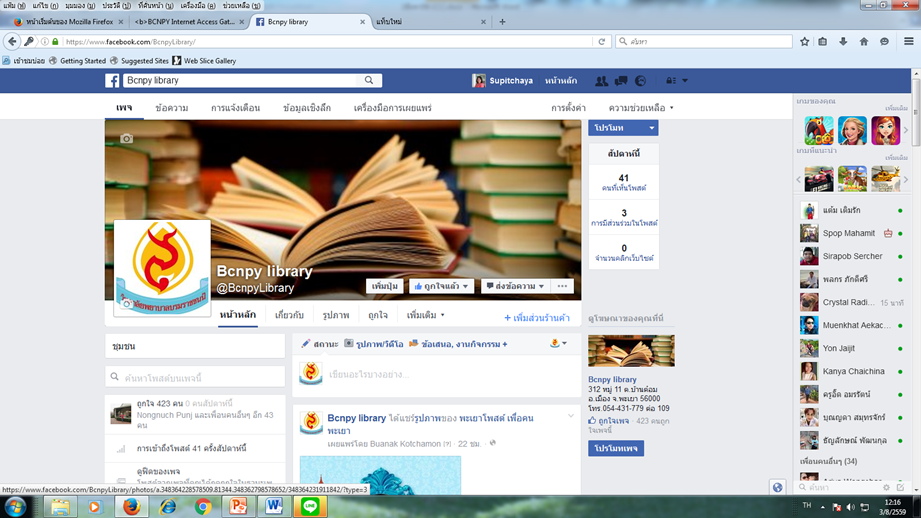 แฟ้ม (ฟ) แก้ไข (ก) มุมมอง (ม) ประวัติ (ป) ที่คั่นหน้า (น) เครื่องมือ (ค) ช่วยเหลือ (ช)
หน้าเริ่มต้นของ Mozilla Firefox
<b>BCNPY Internet Access Gat...
Bcnpy library
แท็บใหม่
https://www.facebook.com/BcnpyLibrary/
ค้นหา
เข้าชมบ่อย Getting Started Suggested Sites Web Slice Gallery
Bcnpy library
Supitchaya หน้าหลัก
เพจ ข้อความ การแจ้งเตือน ข้อมูลเชิงลึก เครื่องมือการเผยแพร่ การตั้งค่า ความช่วยเหลือ
เกมของคุณ
เพิ่มเติม
เกมที่แนะนำ
เพิ่มเติม
โปรโมท
สัปดาห์นี้
41
คนที่เห็นโพสต์
3
การมีส่วนร่วมในโพสต์
0
จำนวนคลิกเว็บไซต์
Bcnpy library
@BcnpyLibrary
เพิ่มปุ่ม ถูกใจแล้ว ส่งข้อความ
หน้าหลัก เกี่ยวกับ รูปภาพ ถูกใจ เพิ่มเติม
+ เพิ่มส่วนร้านค้า
ชุมชน
ค้นหาโพสต์บนเพจนี้
ถูกใจ 423 คน 0 คนสัปดาห์นี้
Nongnuch Punj และเพื่อนคนอื่นๆ อีก 43
คน
การเข้าถึงโพสต์ 41 ครั้งสัปดาห์นี้
ดูฟีดของเพจ
สถานะ รูปภาพ/วิดีโอ ข้อเสนอ, งานกิจกรรม +
เขียนอะไรบางอย่าง...
Bcnpy library ได้แชร์รูปภาพของ พะเยาโพสต์ เพื่อคน
พะเยา
เผยแพร่โดย Buanak Kotchamon [?] · 22 ชม. ·
ดูโฆษณาของคุณที่นี่
Bcnpy library
312 หมู่ 11 ต.บ้านต๋อม
อ.เมือง จ.พะเยา 56000
โทร.054-431-779 ต่อ 109
ถูกใจเพจ · 423 คนถูก
ใจเพจนี้
โปรโมทเพจ
แต้ม เติมรัก
Spop Mahamit
Sirapob Sercher
พลกร ภักดีศรี
Crystal Radi... 15 นาที
Muenkhat Aekac...
Yon Jaijit
Kanya Chaichina
ครูอี๊ด อมรรัตน์
บุณญดา สมุทรจักร์
ธัญลักษณ์ พัฒนกุล
เพื่อนคนอื่นๆ (34)
ค้นหา
https://www.facebook.com/BcnpyLibrary/photos/a.348364228578509.81344.348362798578652/348364231911842/?type=3
TH
12:16
3/8/2559